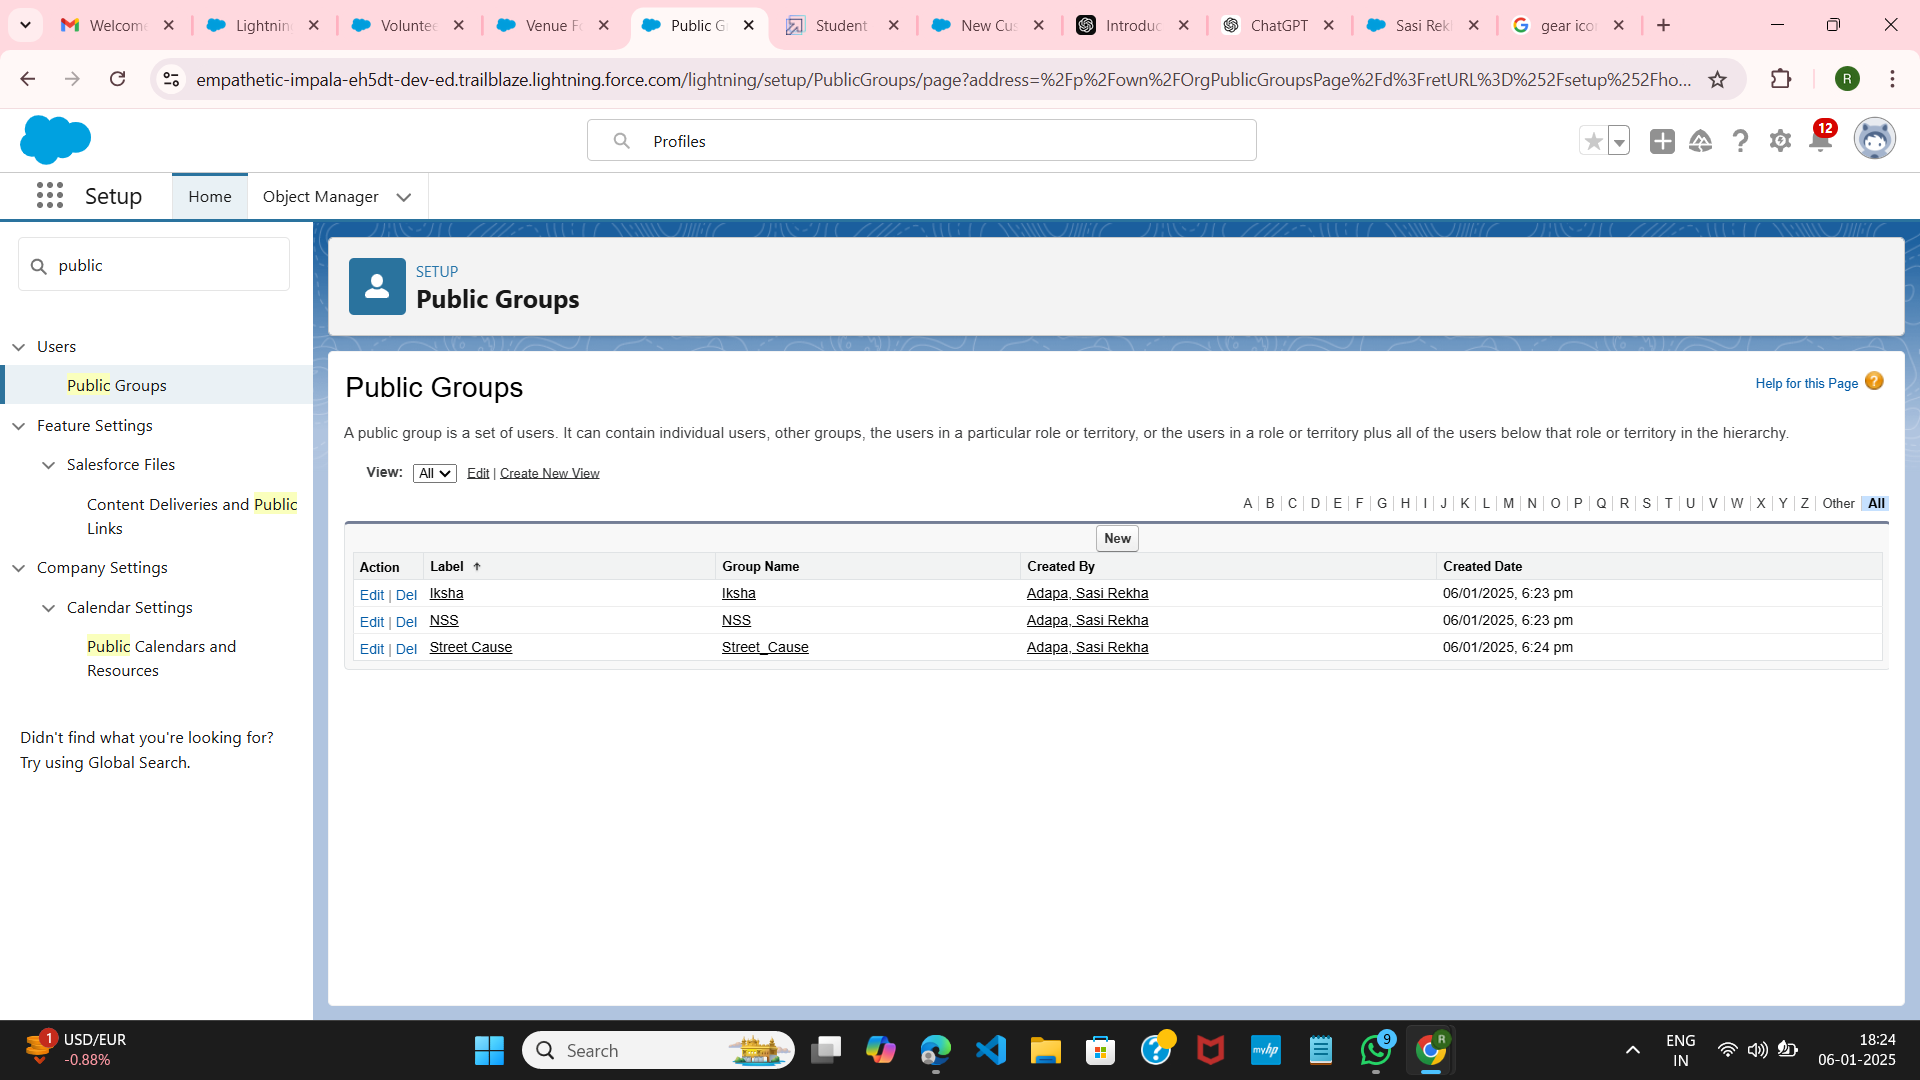 Welcome
Lightnin
Voluntee
Venue Fe
Public G
Student
New Cus
Introduc
ChatGPT
Sasi Rek
gear ico
empathetic-impala-eh5dt-dev-ed.trailblaze.lightning.force.com/lightning/setup/PublicGroups/page?address=%2Fp%2Fown%2FOrgPublicGroupsPage%2Fd%3FretURL%3D%252Fsetup%252Fho...
R
Profiles
12
Setup
Home
Object Manager
public
Users
Public Groups
Feature Settings
Salesforce Files
Content Deliveries and Public
Links
Company Settings
Calendar Settings
Public Calendars and
Resources
Didn't find what you're looking for?
Try using Global Search.
SETUP
Public Groups
Public Groups
Help for this Page ?
A public group is a set of users. It can contain individual users, other groups, the users in a particular role or territory, or the users in a role or territory plus all of the users below that role or territory in the hierarchy.
View: All Edit | Create New View
A | B | C | D | E | F | G | H | I | J | K | L | M | N | O | P | Q | R | S | T | U | V | W | X | Y | Z | Other | All
New
Action Label Group Name Created By Created Date
Edit | Del Iksha Iksha Adapa, Sasi Rekha 06/01/2025, 6:23 pm
Edit | Del NSS NSS Adapa, Sasi Rekha 06/01/2025, 6:23 pm
Edit | Del Street Cause Street_Cause Adapa, Sasi Rekha 06/01/2025, 6:24 pm
1
USD/EUR
-0.88%
Search
myhp
9
R
ENG
IN
18:24
06-01-2025